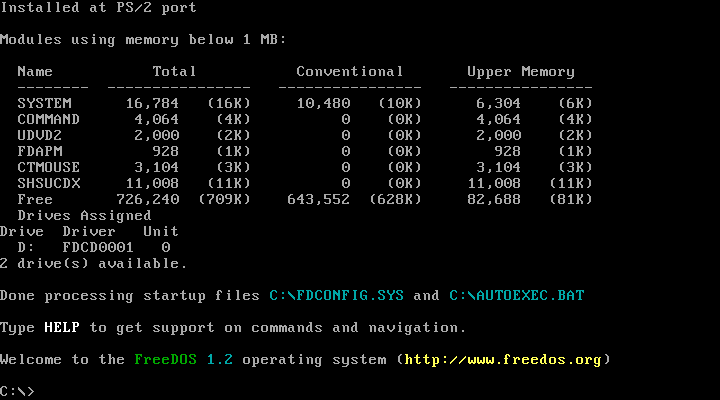 Installed at PS/2 port
Modules using memory below 1 MB:
  Name           Total           Conventional       Upper Memory
  --------  ----------------   ----------------   ----------------
  SYSTEM      16,784   (16K)     10,480   (10K)      6,304    (6K)
  COMMAND      4,064    (4K)          0    (0K)      4,064    (4K)
  UDVD2        2,000    (2K)          0    (0K)      2,000    (2K)
  FDAPM          928    (1K)          0    (0K)        928    (1K)
  CTMOUSE      3,104    (3K)          0    (0K)      3,104    (3K)
  SHSUCDX     11,008   (11K)          0    (0K)     11,008   (11K)
  Free       726,240  (709K)    643,552  (628K)     82,688   (81K)
  Drives Assigned
Drive  Driver   Unit
  D:   FDCD0001   0
2 drive(s) available.
Done processing startup files C:\FDCONFIG.SYS and C:\AUTOEXEC.BAT
Type HELP to get support on commands and navigation.
Welcome to the FreeDOS 1.2 operating system (http://www.freedos.org)
C:\>